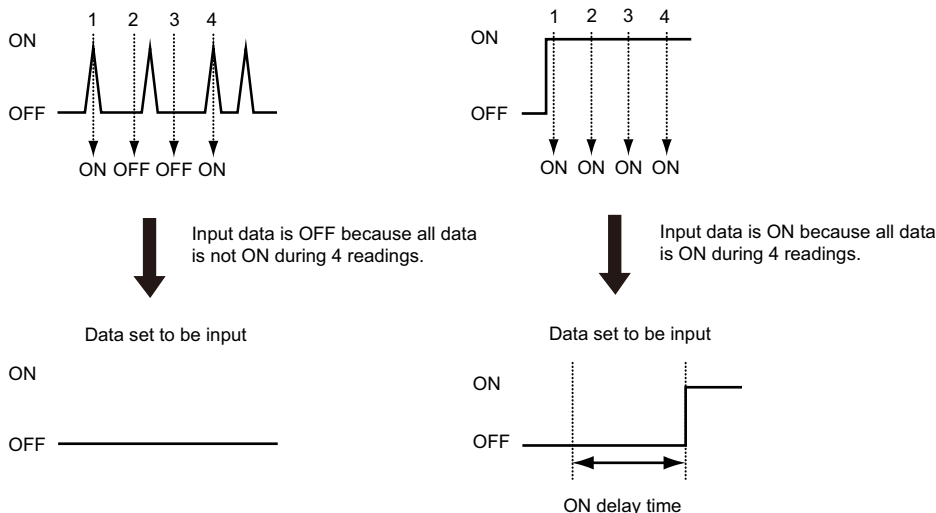 1 2 3 4
ON
OFF
ON OFF OFF ON
Input data is OFF because all data
is not ON during 4 readings.
Data set to be input
ON
OFF
1 2 3 4
ON
OFF
ON ON ON ON
Input data is ON because all data
is ON during 4 readings.
Data set to be input
ON
OFF
ON delay time